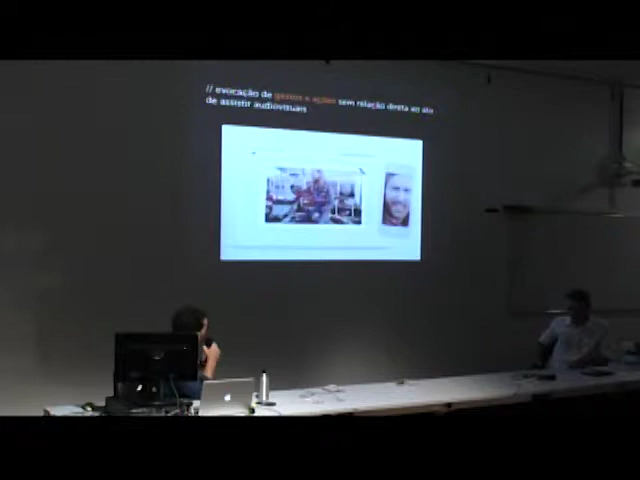 // evocação de gestos e ações sem relação direta ao ato
de assistir audiovisuais